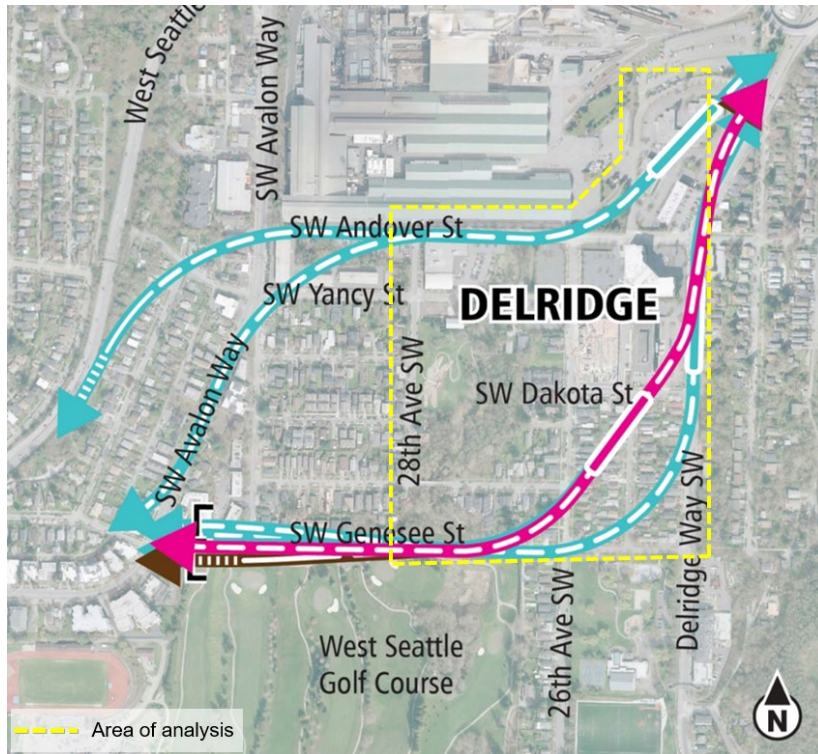 West Seattle
SW Avalon Way
SW Andover St
SW Yancy St
DELRIDGE
SW Dakota St
28th Ave SW
SW Avalon Way
SW Genesee St
Delridge Way SW
26th Ave SW
West Seattle
Golf Course
Area of analysis
N